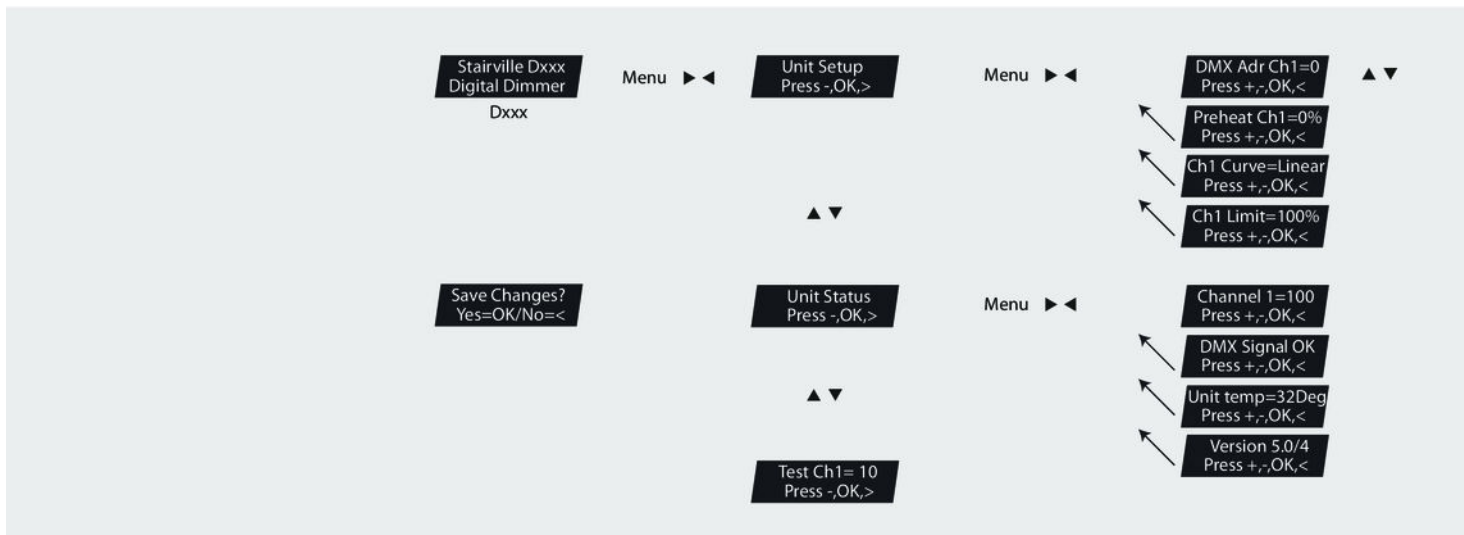 Stairville Dxxx
Digital Dimmer
Dxxx
Menu ▶ ◀
Unit Setup
Press -,OK,>
Menu ▶ ◀
DMX Adr Ch1=0
Press +,-,OK,<
▲ ▼
Preheat Ch1=0%
Press +,-,OK,<
Ch1 Curve=Linear
Press +,-,OK,<
Ch1 Limit=100%
Press +,-,OK,<
▲ ▼
Save Changes?
Yes=OK/No=<
Unit Status
Press -,OK,>
Menu ▶ ◀
Channel 1=100
Press +,-,OK,<
DMX Signal OK
Press +,-,OK,<
Unit temp=32Deg
Press +,-,OK,<
Version 5.0/4
Press +,-,OK,<
▲ ▼
Test Ch1= 10
Press -,OK,>